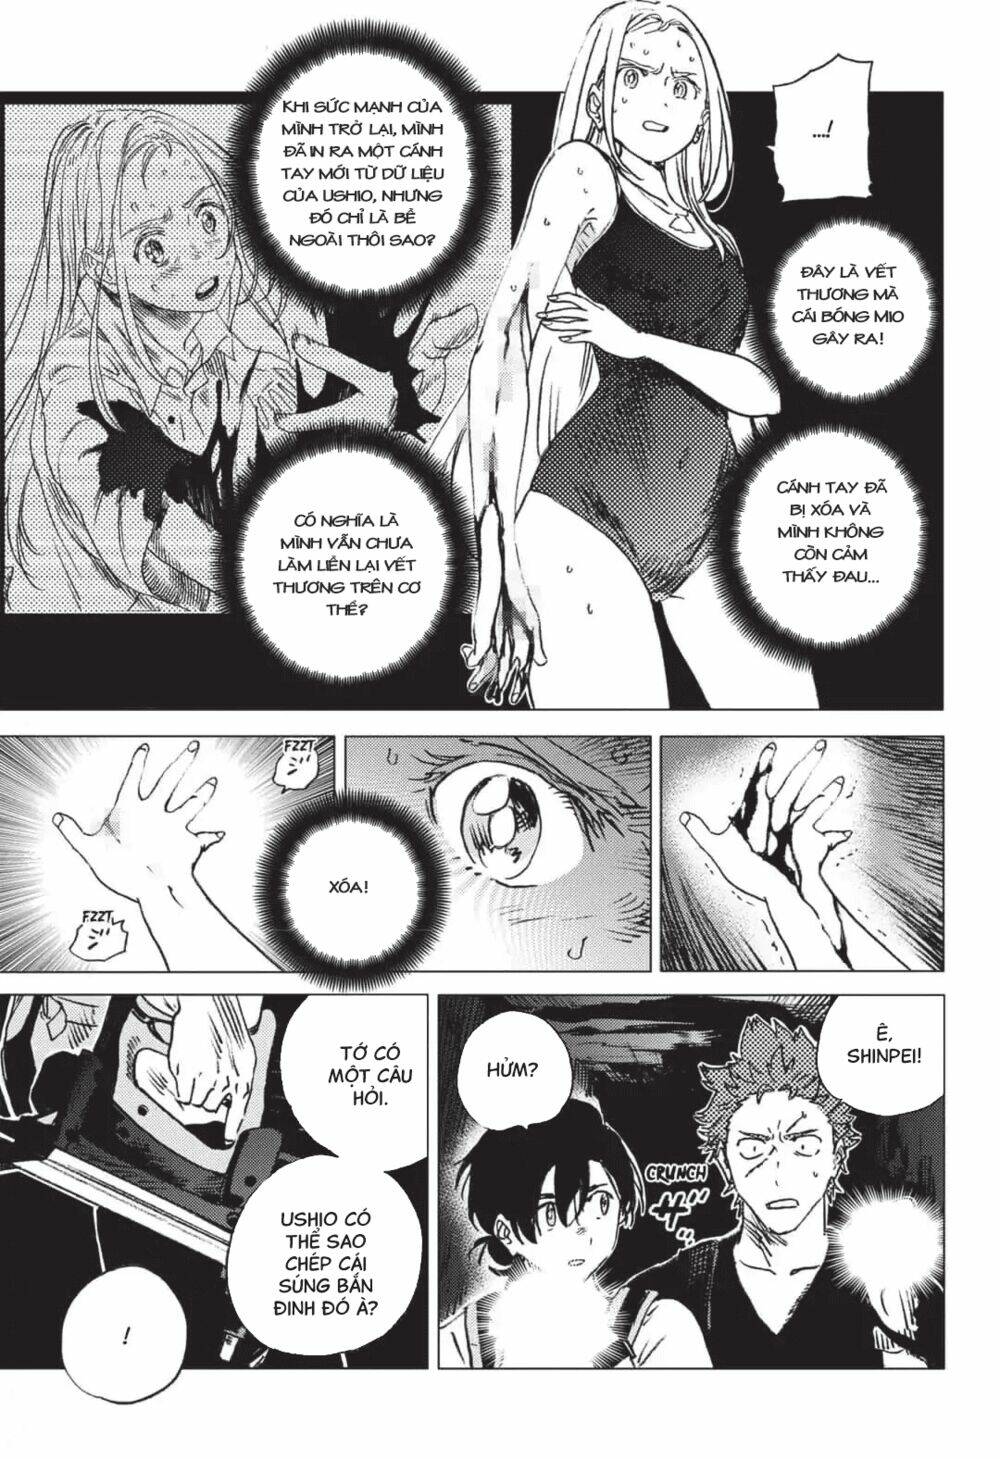 ...!
ĐÂY LÀ VẾT
THƯƠNG MÀ
CÁI BÓNG MIO
GÂY RA!
CÁNH TAY ĐÃ
BỊ XÓA VÀ
MÌNH KHÔNG
CÒN CẢM
THẤY ĐAU...
KHI SỨC MẠNH CỦA
MÌNH TRỞ LẠI, MÌNH
ĐÃ IN RA MỘT CÁNH
TAY MỚI TỪ DỮ LIỆU
CỦA USHIO, NHƯNG
ĐÓ CHỈ LÀ BỀ
NGOÀI THÔI SAO?
CÓ NGHĨA LÀ
MÌNH VẪN CHƯA
LÀM LIỀN LẠI VẾT
THƯƠNG TRÊN CƠ
THỂ?
XÓA!
FZZT
FZZT
Ê,
SHINPEI!
CRUNCH
HỬM?
TỚ CÓ
MỘT CÂU
HỎI.
USHIO CÓ
THỂ SAO
CHÉP CÁI
SÚNG BẮN
ĐINH ĐÓ À?
!